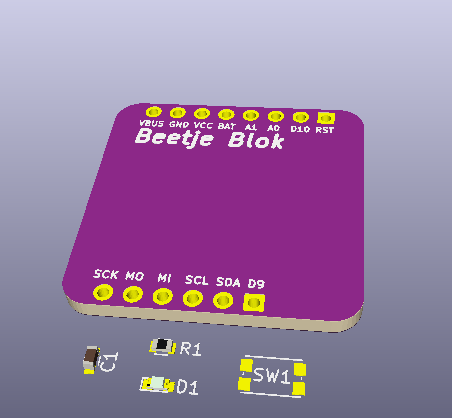 VBUS GND VCC BAT A1 A0 D10 RST
Beetje Blok
SCK MO MI SCL SDA D9
C1
R1
D1
SW1